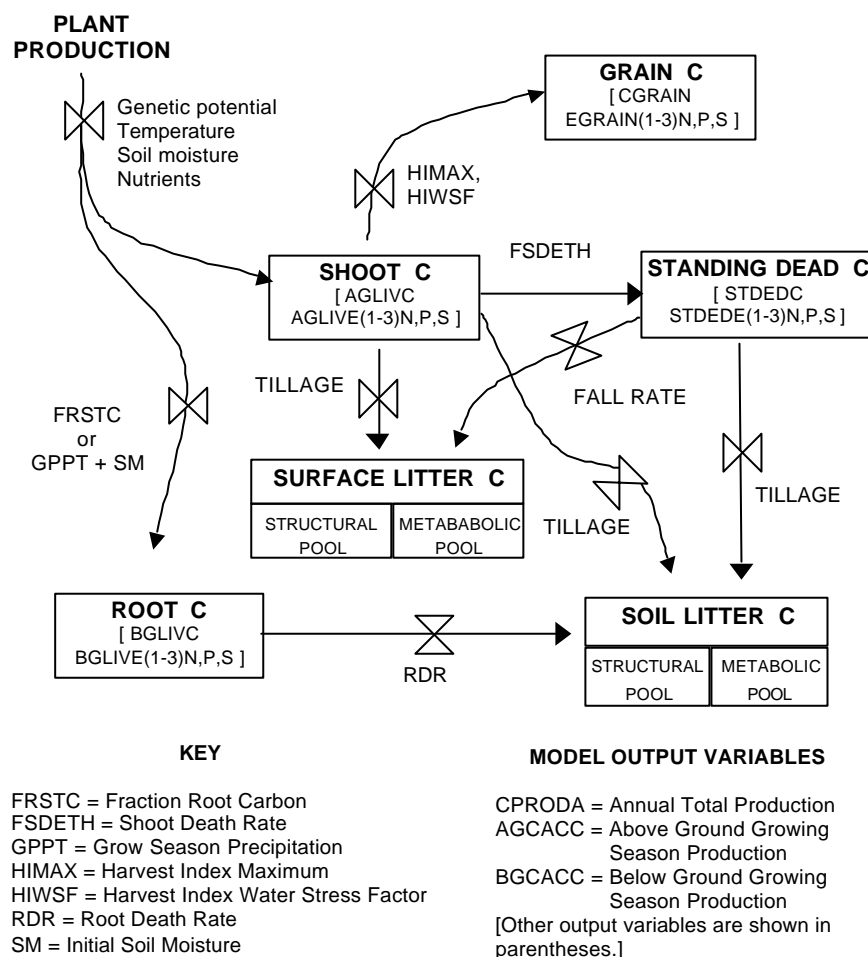 PLANT
PRODUCTION
Genetic potential
Temperature
Soil moisture
Nutrients
GRAIN C
[ CGRAIN
EGRAIN(1-3)N,P,S ]
HIMAX,
HIWSF
SHOOT C
[ AGLIVC
AGLIVE(1-3)N,P,S ]
FSDETH
STANDING DEAD C
[ STDEDC
STDEDE(1-3)N,P,S ]
TILLAGE
FALL RATE
FRSTC
or
GPPT + SM
SURFACE LITTER C
STRUCTURAL
POOL
METABABOLIC
POOL
TILLAGE
TILLAGE
ROOT C
[ BGLIVC
BGLIVE(1-3)N,P,S ]
RDR
SOIL LITTER C
STRUCTURAL
POOL
METABOLIC
POOL
KEY
FRSTC = Fraction Root Carbon
FSDETH = Shoot Death Rate
GPPT = Grow Season Precipitation
HIMAX = Harvest Index Maximum
HIWSF = Harvest Index Water Stress Factor
RDR = Root Death Rate
SM = Initial Soil Moisture
MODEL OUTPUT VARIABLES
CPRODA = Annual Total Production
AGCACC = Above Ground Growing
Season Production
BGCACC = Below Ground Growing
Season Production
[Other output variables are shown in
parentheses.]